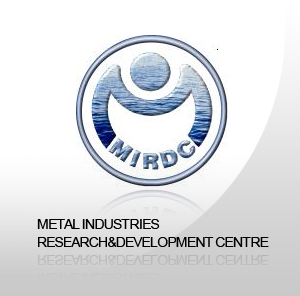 MIRDC
METAL INDUSTRIES
RESEARCH&DEVELOPMENT CENTRE